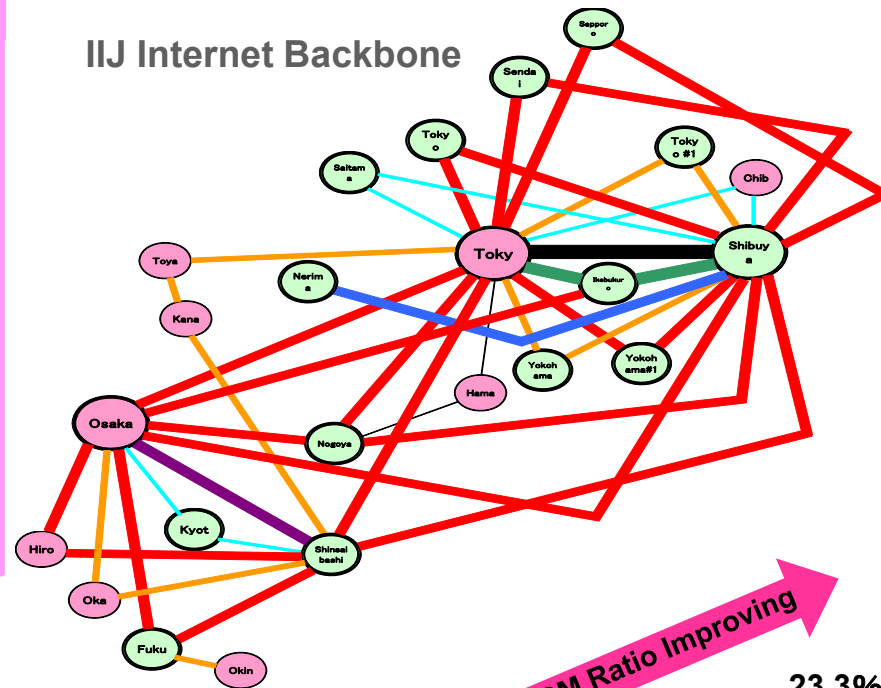 IIJ Internet Backbone
Sappor
o
Senda
i
Toky
o
Toky
o #1
Saitam
a
Chib
Toky
Shibuy
a
Toya
Nerim
a
Ikebukur
o
Kana
Yokoh
ama
Yokoh
ama#1
Hama
Osaka
Nogoya
Kyot
Hiro
Shinsai
bashi
Oka
Fuku
Okin
Ratio Improving
23.3%